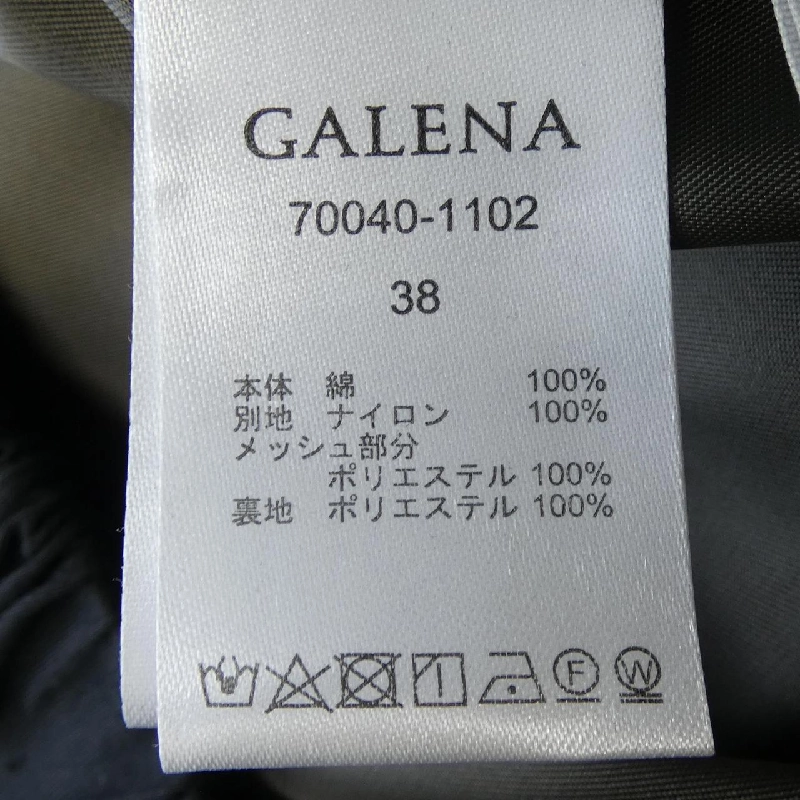 GALENA
70040-1102
38
本体 綿 100%
別地 ナイロン 100%
メッシュ部分
ポリエステル 100%
裏地 ポリエステル 100%
F W